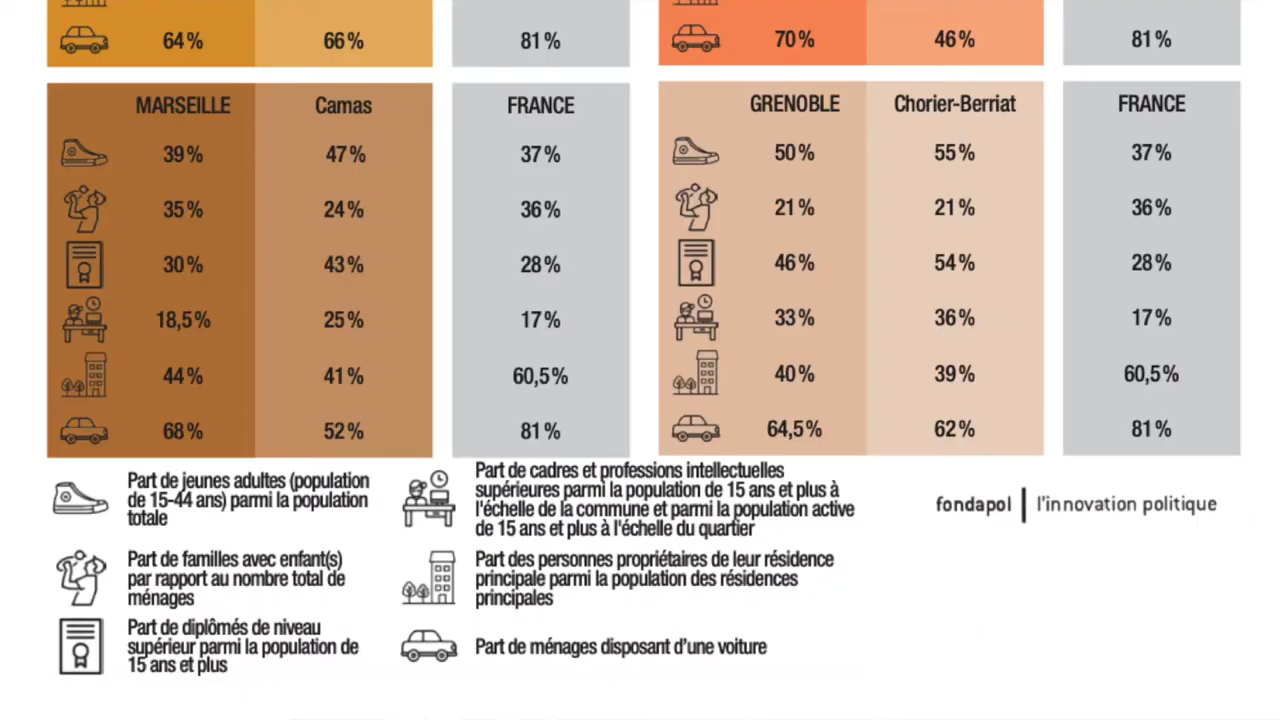 64 % 66 % 81 % 70 % 46 % 81 %
MARSEILLE Camas FRANCE
39 % 47 % 37 %
35 % 24 % 36 %
30 % 43 % 28 %
18,5 % 25 % 17 %
44 % 41 % 60,5 %
68 % 52 % 81 %
GRENOBLE Chorier-Berriat FRANCE
50 % 55 % 37 %
21 % 21 % 36 %
46 % 54 % 28 %
33 % 36 % 17 %
40 % 39 % 60,5 %
64,5 % 62 % 81 %
Part de jeunes adultes (population
de 15-44 ans) parmi la population
totale
Part de familles avec enfant(s)
par rapport au nombre total de
ménages
Part de diplômés de niveau
supérieur parmi la population de
15 ans et plus
Part de cadres et professions intellectuelles
supérieures parmi la population de 15 ans et plus à
l'échelle de la commune et parmi la population active
de 15 ans et plus à l'échelle du quartier
Part des personnes propriétaires de leur résidence
principale parmi la population des résidences
principales
Part de ménages disposant d'une voiture
fondapol | l'innovation politique